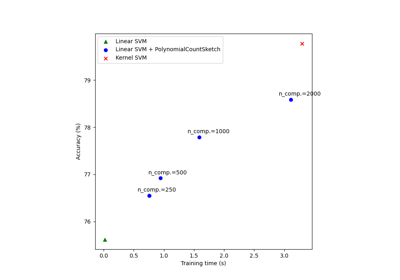 Linear SVM
Linear SVM + PolynomialCountSketch
Kernel SVM
n_comp.=2000
n_comp.=1000
n_comp.=500
n_comp.=250
79
78
77
76
Accuracy (%)
0.0 0.5 1.0 1.5 2.0 2.5 3.0
Training time (s)